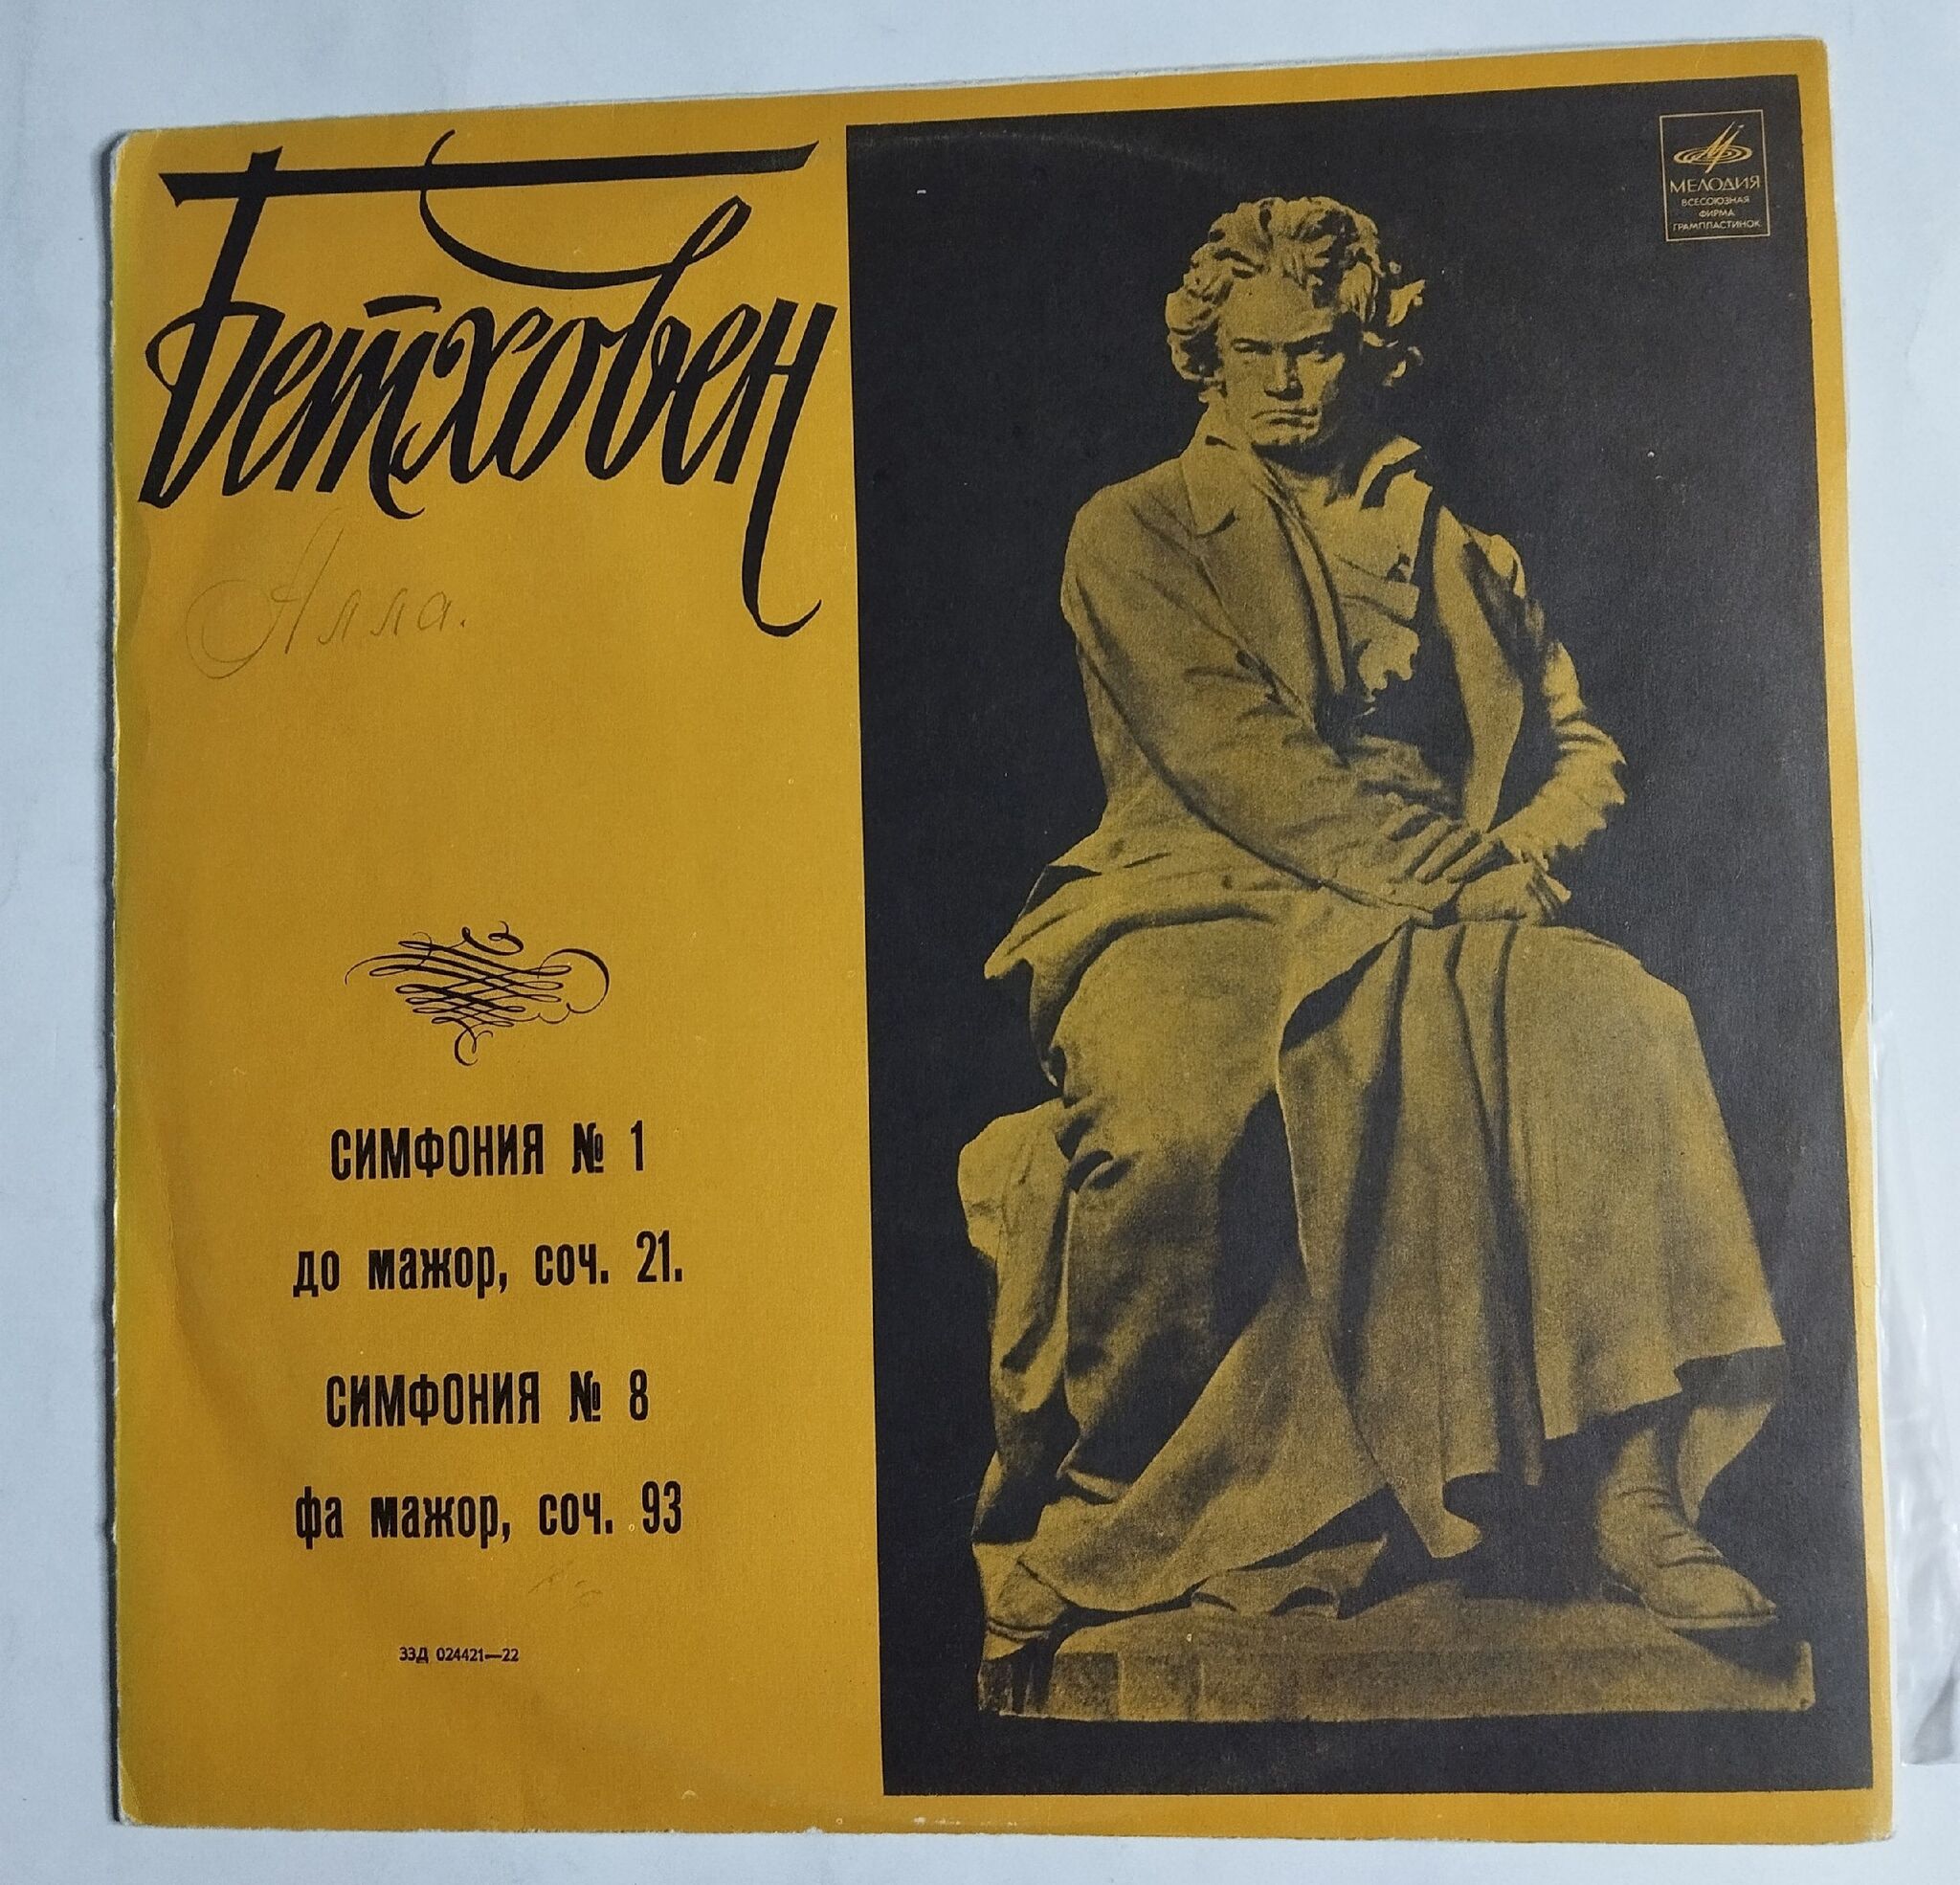 Бетховен
Алла.
СИМФОНИЯ № 1
до мажор, соч. 21.
СИМФОНИЯ № 8
фа мажор, соч. 93
33Д 024421—22
МЕЛОДИЯ
ВСЕСОЮЗНАЯ
ФИРМА
ГРАМПЛАСТИНОК